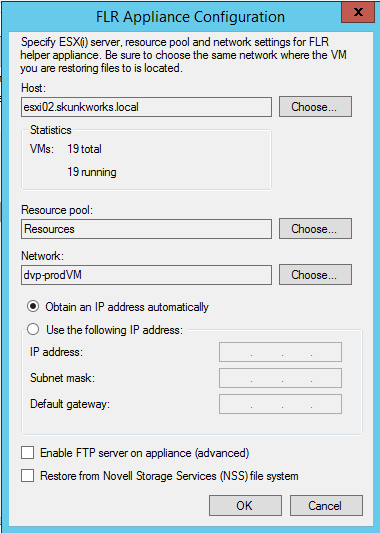 FLR Appliance Configuration
x
Specify ESX(i) server, resource pool and network settings for FLR
helper appliance. Be sure to choose the same network where the VM
you are restoring files to is located.
Host:
esxi02.skunkworks.local Choose...
Statistics
VMs: 19 total
19 running
Resource pool:
Resources Choose...
Network:
dvp-prodVM Choose...
Obtain an IP address automatically
Use the following IP address:
IP address: . . .
Subnet mask: . . .
Default gateway: . . .
Enable FTP server on appliance (advanced)
Restore from Novell Storage Services (NSS) file system
OK Cancel